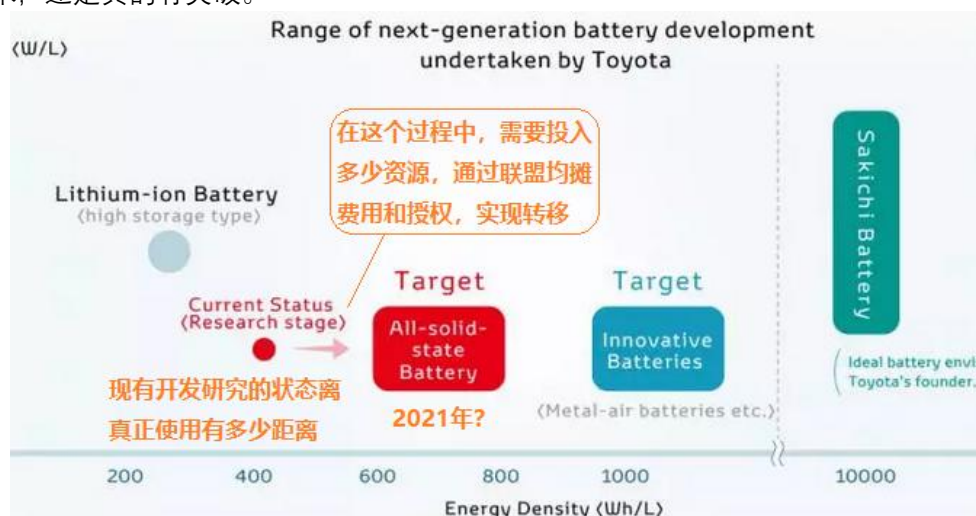 (W/L)
Range of next-generation battery development
undertaken by Toyota
在这个过程中，需要投入
多少资源，通过联盟均摊
费用和授权，实现转移
Lithium-ion Battery
(high storage type)
Sakichi Battery
Target
Target
Current Status
(Research stage)
All-solid-
state
Battery
Innovative
Batteries
Ideal battery envi
Toyota's founder.
现有开发研究的状态离
真正使用有多少距离
2021年?
(Metal-air batteries etc.)
200 400 600 800 1000 10000
Energy Density (Wh/L)